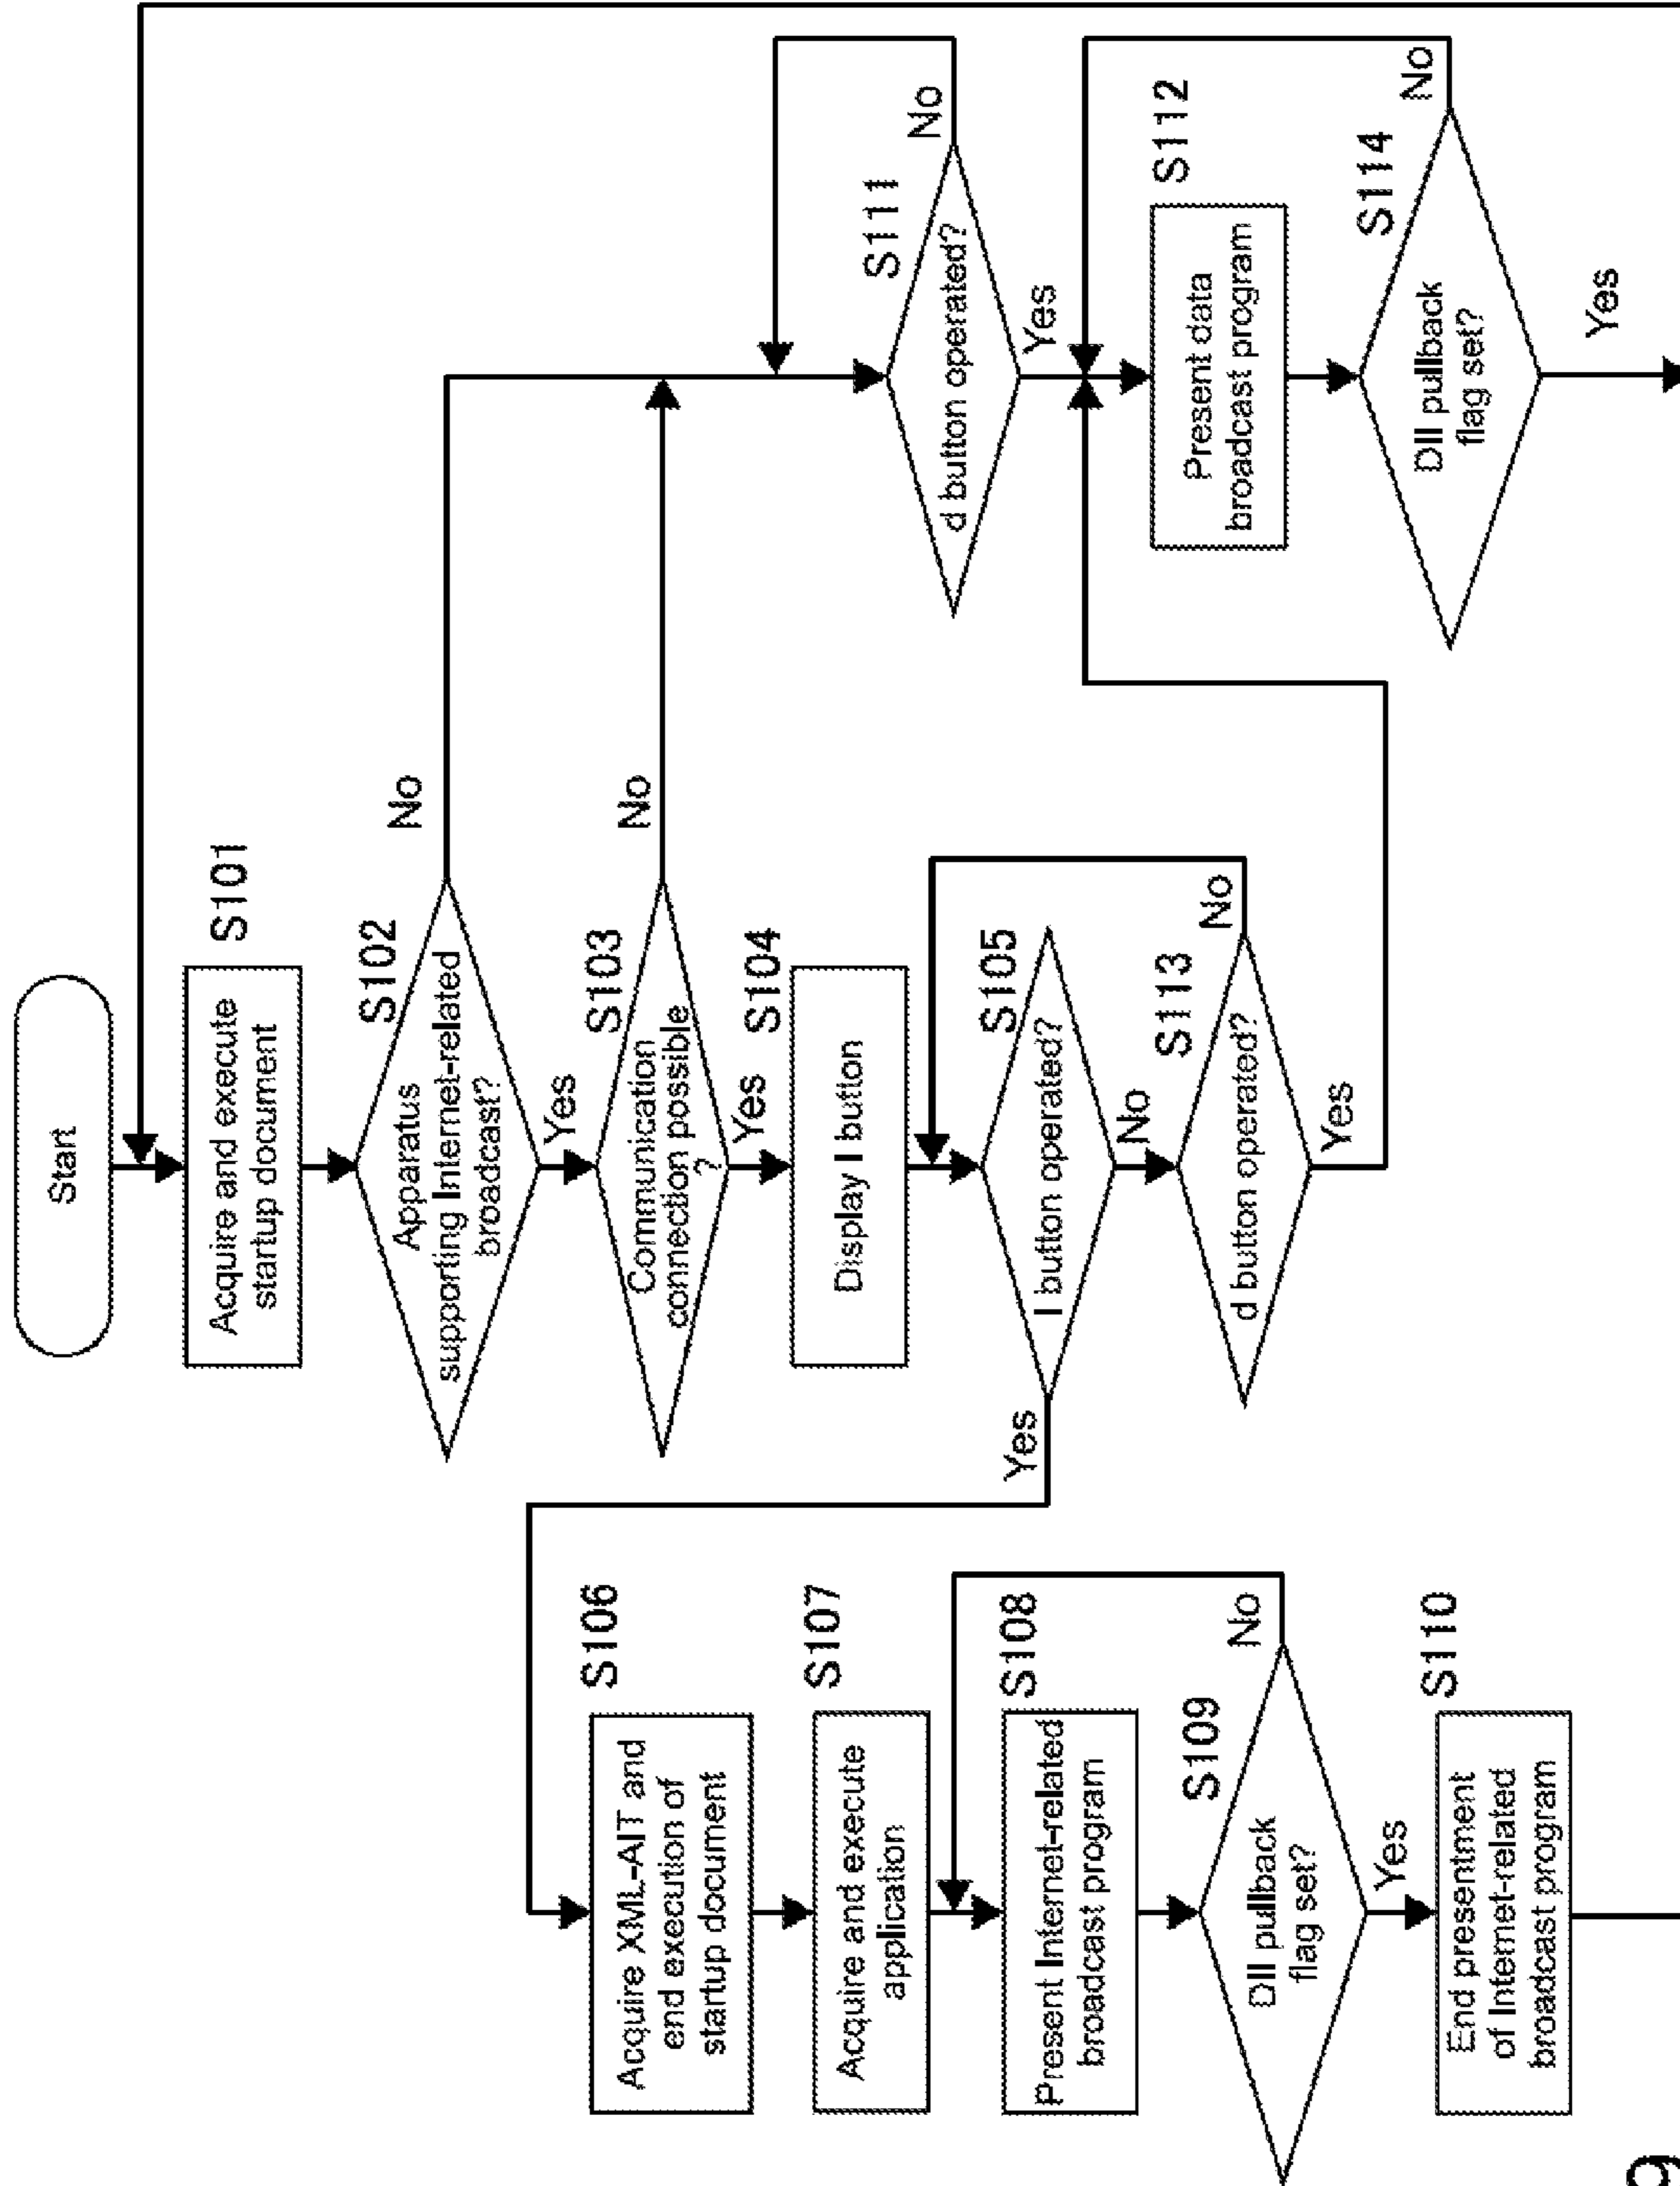 Start
Acquire and execute
startup document
S101
Apparatus
supporting Internet-related
broadcast?
S102
No
Yes
Communication
connection possible
?
S103
No
Yes
Display I button
S104
I button operated?
S105
Yes
No
d button operated?
S113
No
Yes
Acquire XML-AIT and
end execution of
startup document
S106
Acquire and execute
application
S107
Present Internet-related
broadcast program
S108
DII pullback
flag set?
S109
No
Yes
End presentment
of Internet-related
broadcast program
S110
d button operated?
S111
No
Yes
Present data
broadcast program
S112
DII pullback
flag set?
S114
No
Yes